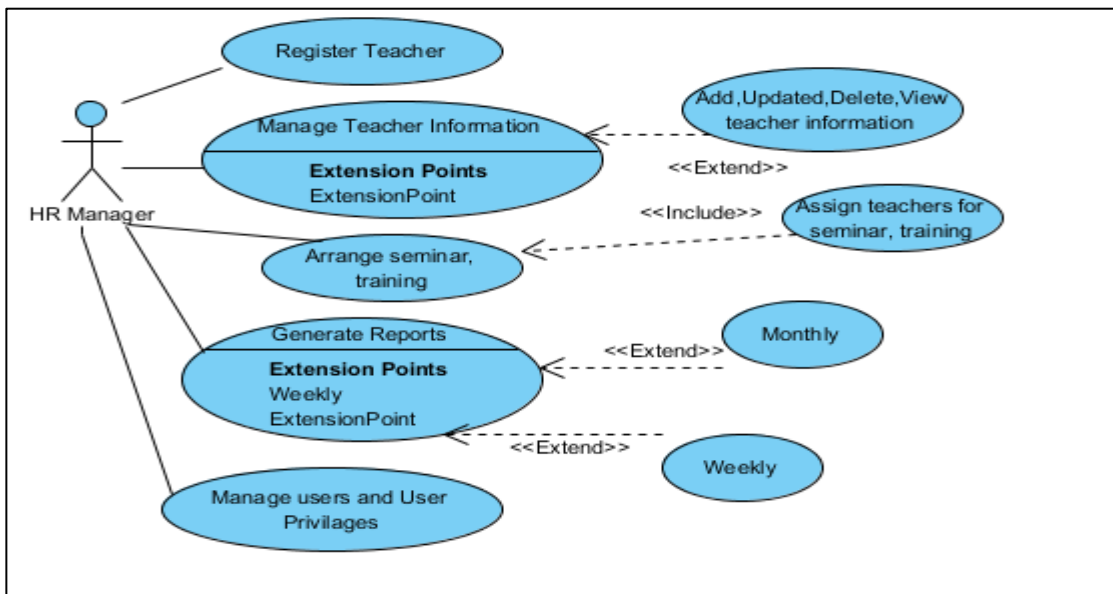 Register Teacher
Manage Teacher Information
Extension Points
ExtensionPoint
Add,Updated,Delete,View
teacher information
<<Extend>>
HR Manager
<<Include>>
Assign teachers for
seminar, training
Arrange seminar,
training
Generate Reports
Extension Points
Weekly
ExtensionPoint
<<Extend>>
Monthly
<<Extend>>
Weekly
Manage users and User
Privilages